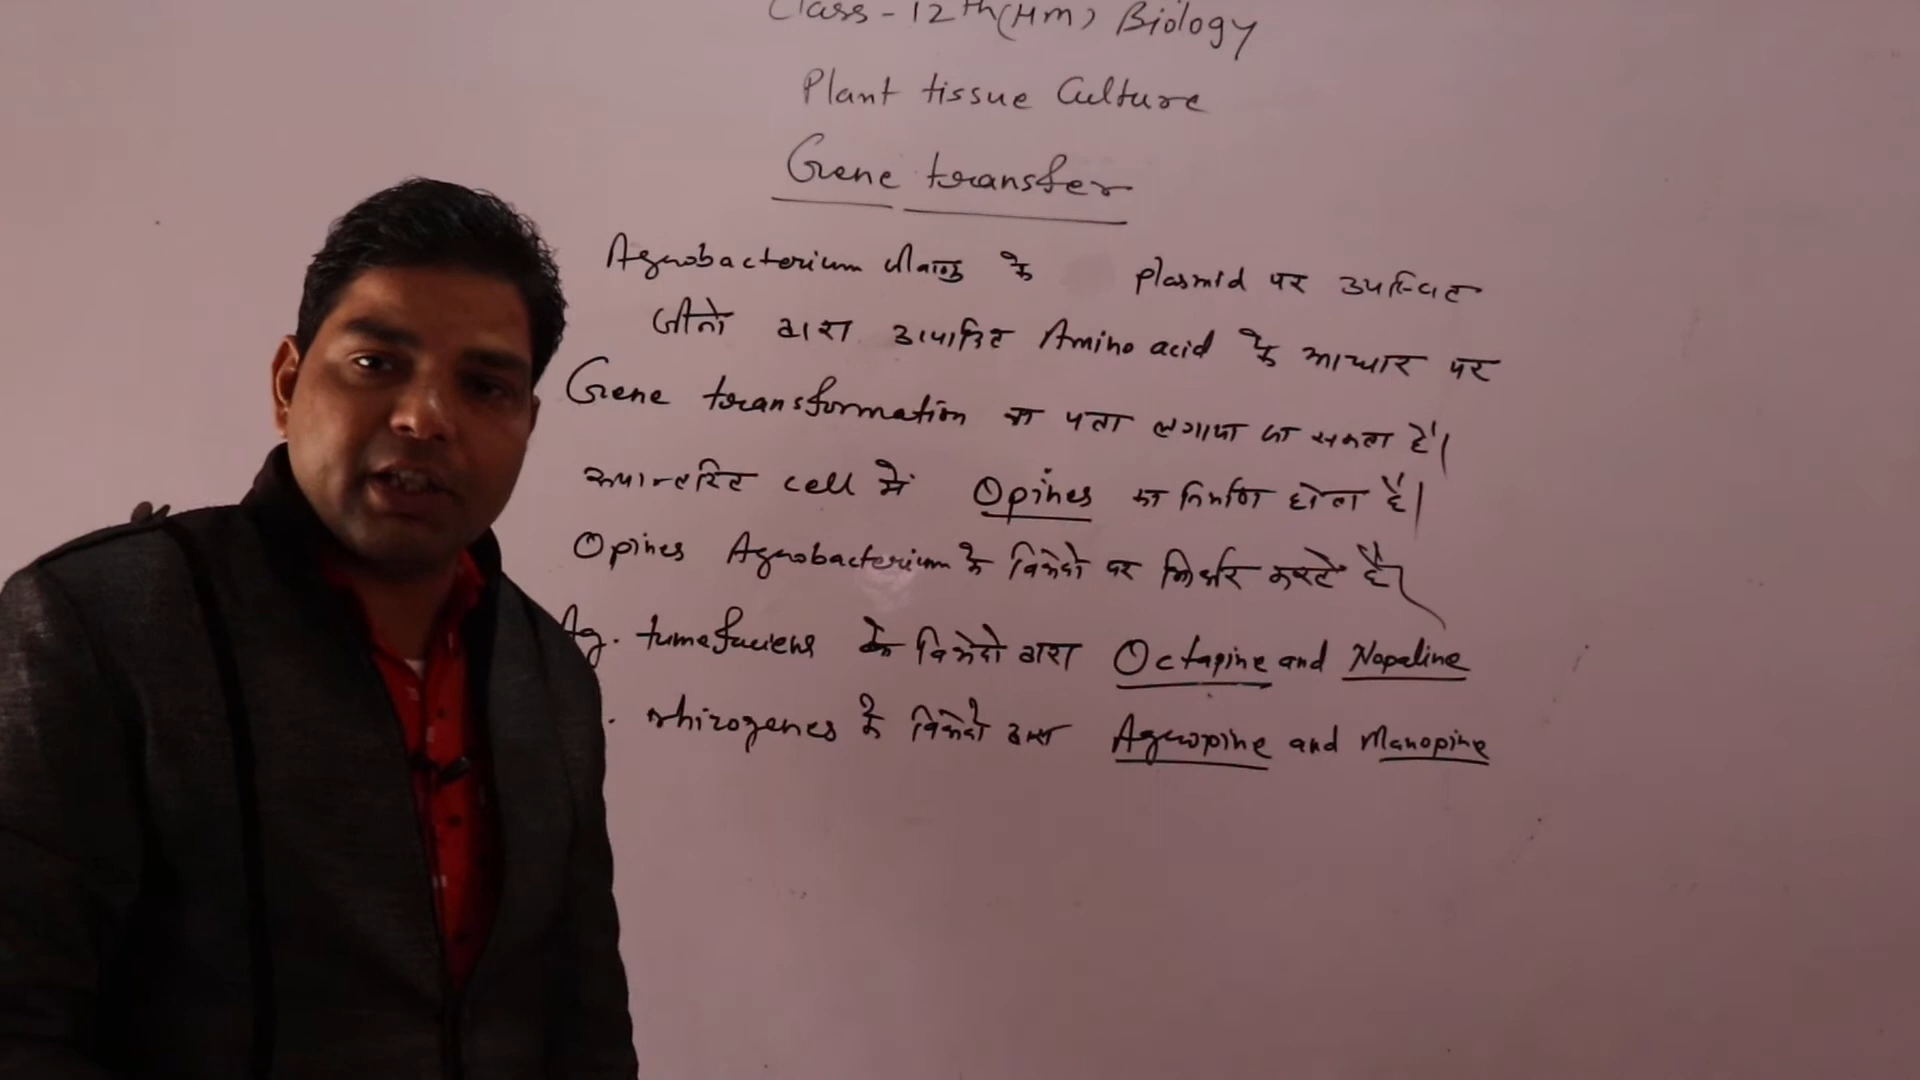 Class - 12th (HM) Biology
Plant tissue Culture
Gene transfer
Agrobacterium जीवाणु के plasmid पर उपस्थित
जीनो द्वारा उत्पादित Amino acid के आधार पर
Gene transformation का पता लगाया जा सकता है।
रूपान्तरित cell में Opines का निर्माण होता है।
Opines Agrobacterium के विभेदो पर निर्भर करते है।
Ag. tumefaciens के विभेदो द्वारा Octapine and Nopaline
. rhizogenes के विभेदो द्वारा Agropine and Manopine